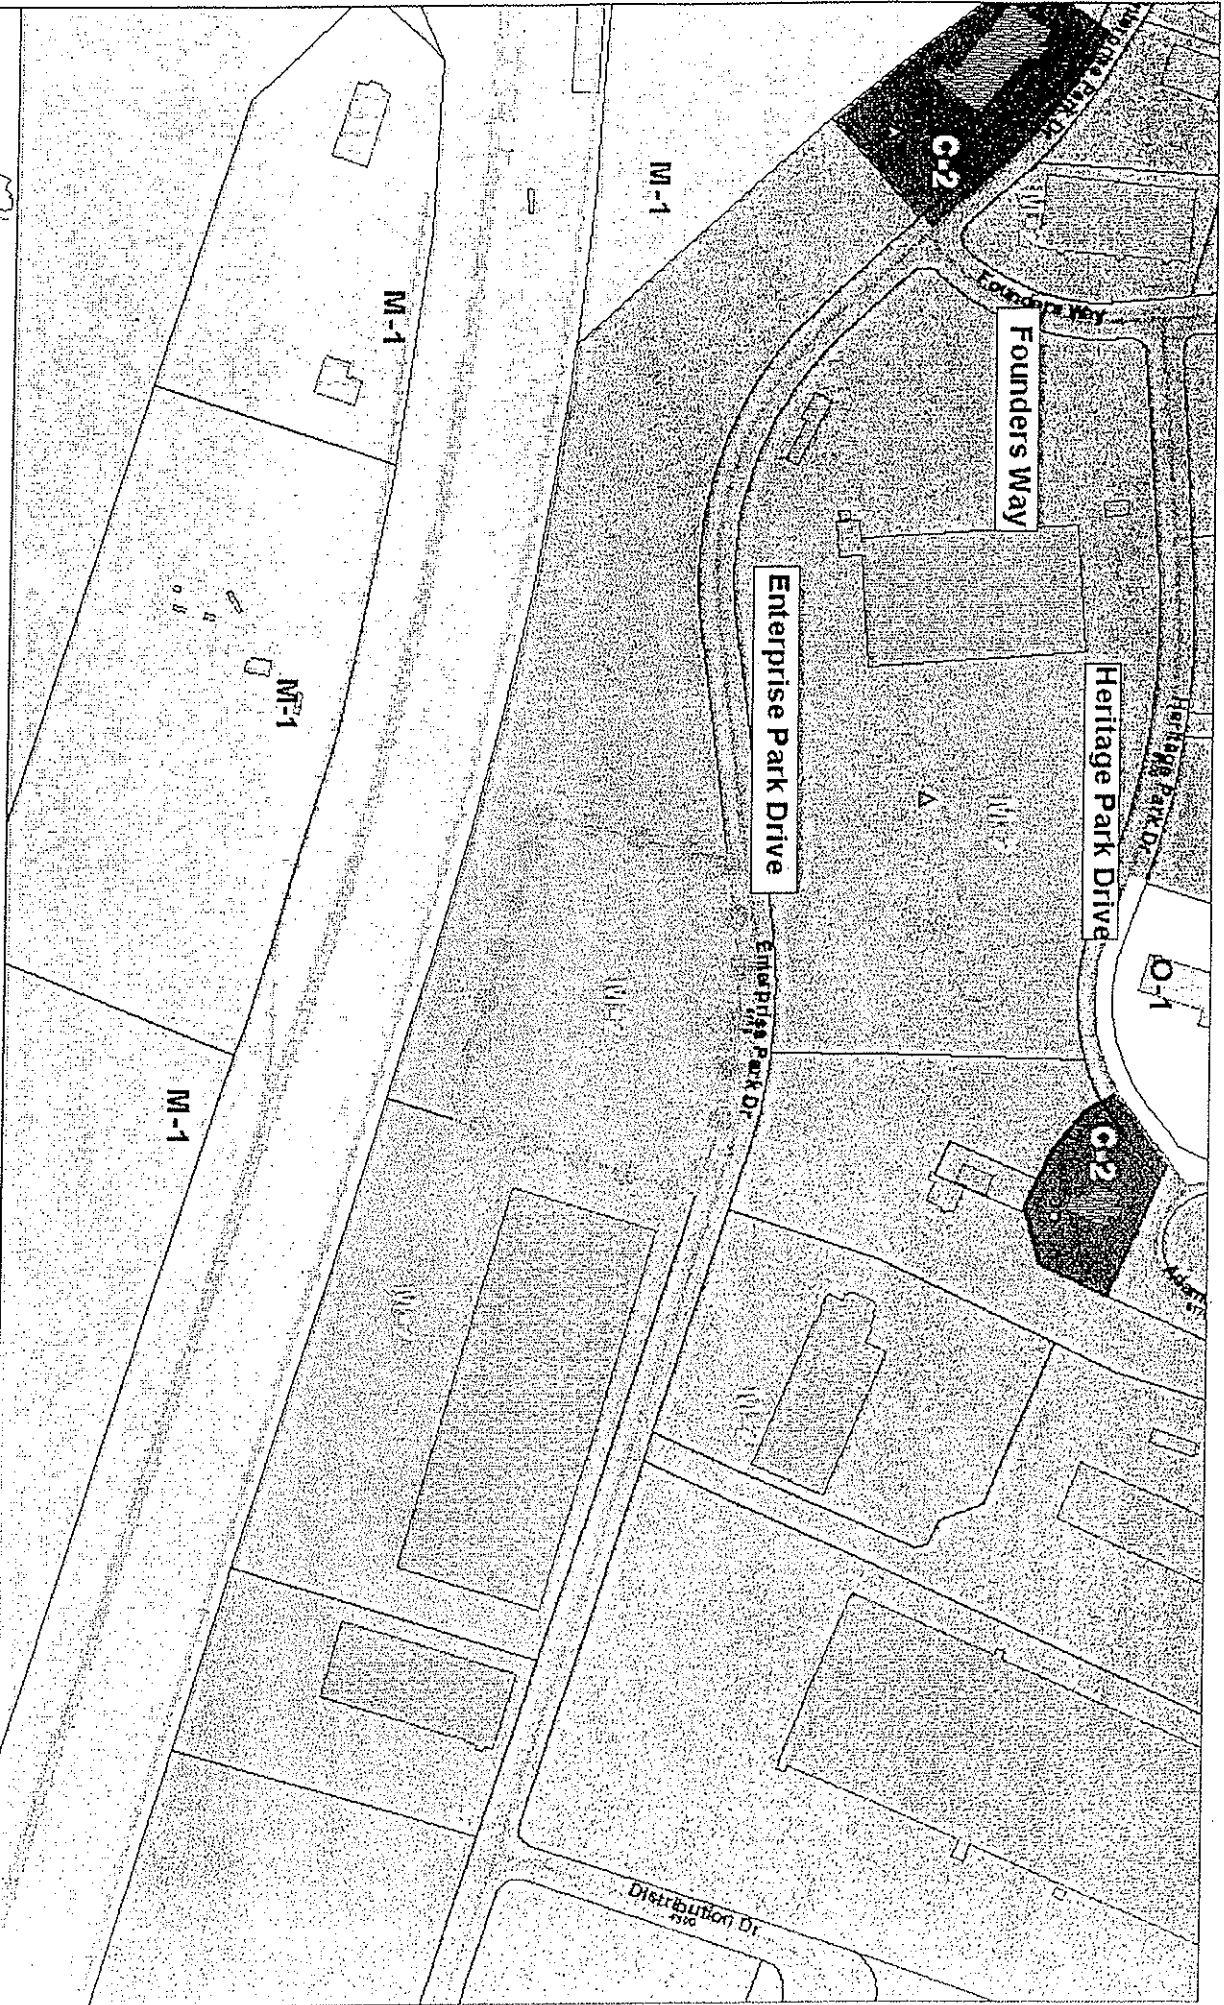 C-2
M-1
Founders Way
Founders Way
M-1
Enterprise Park Drive
Heritage Park Drive
Heritage Park Dr
M-1
O-1
Enterprise Park Dr
C-2
M-1
Distribution Dr